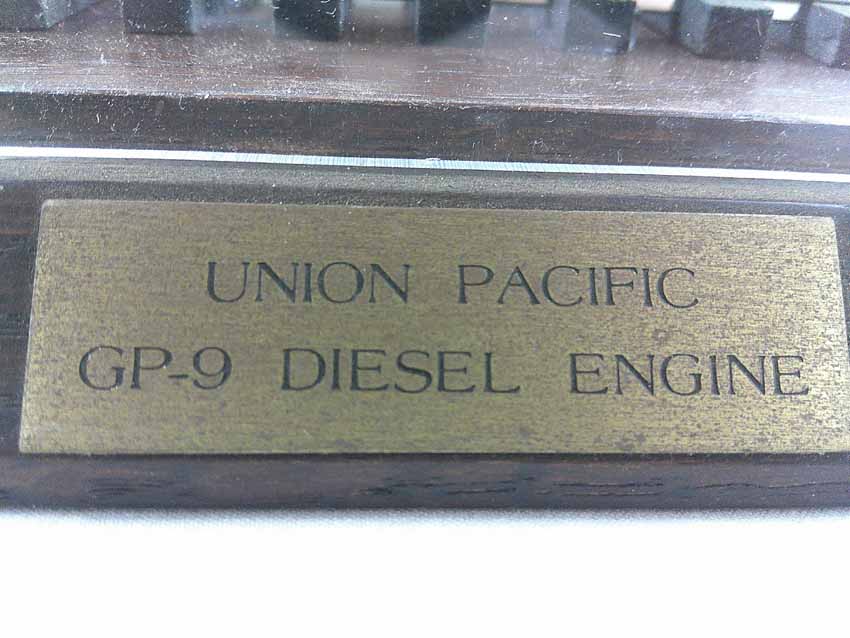 UNION PACIFIC
GP-9 DIESEL ENGINE